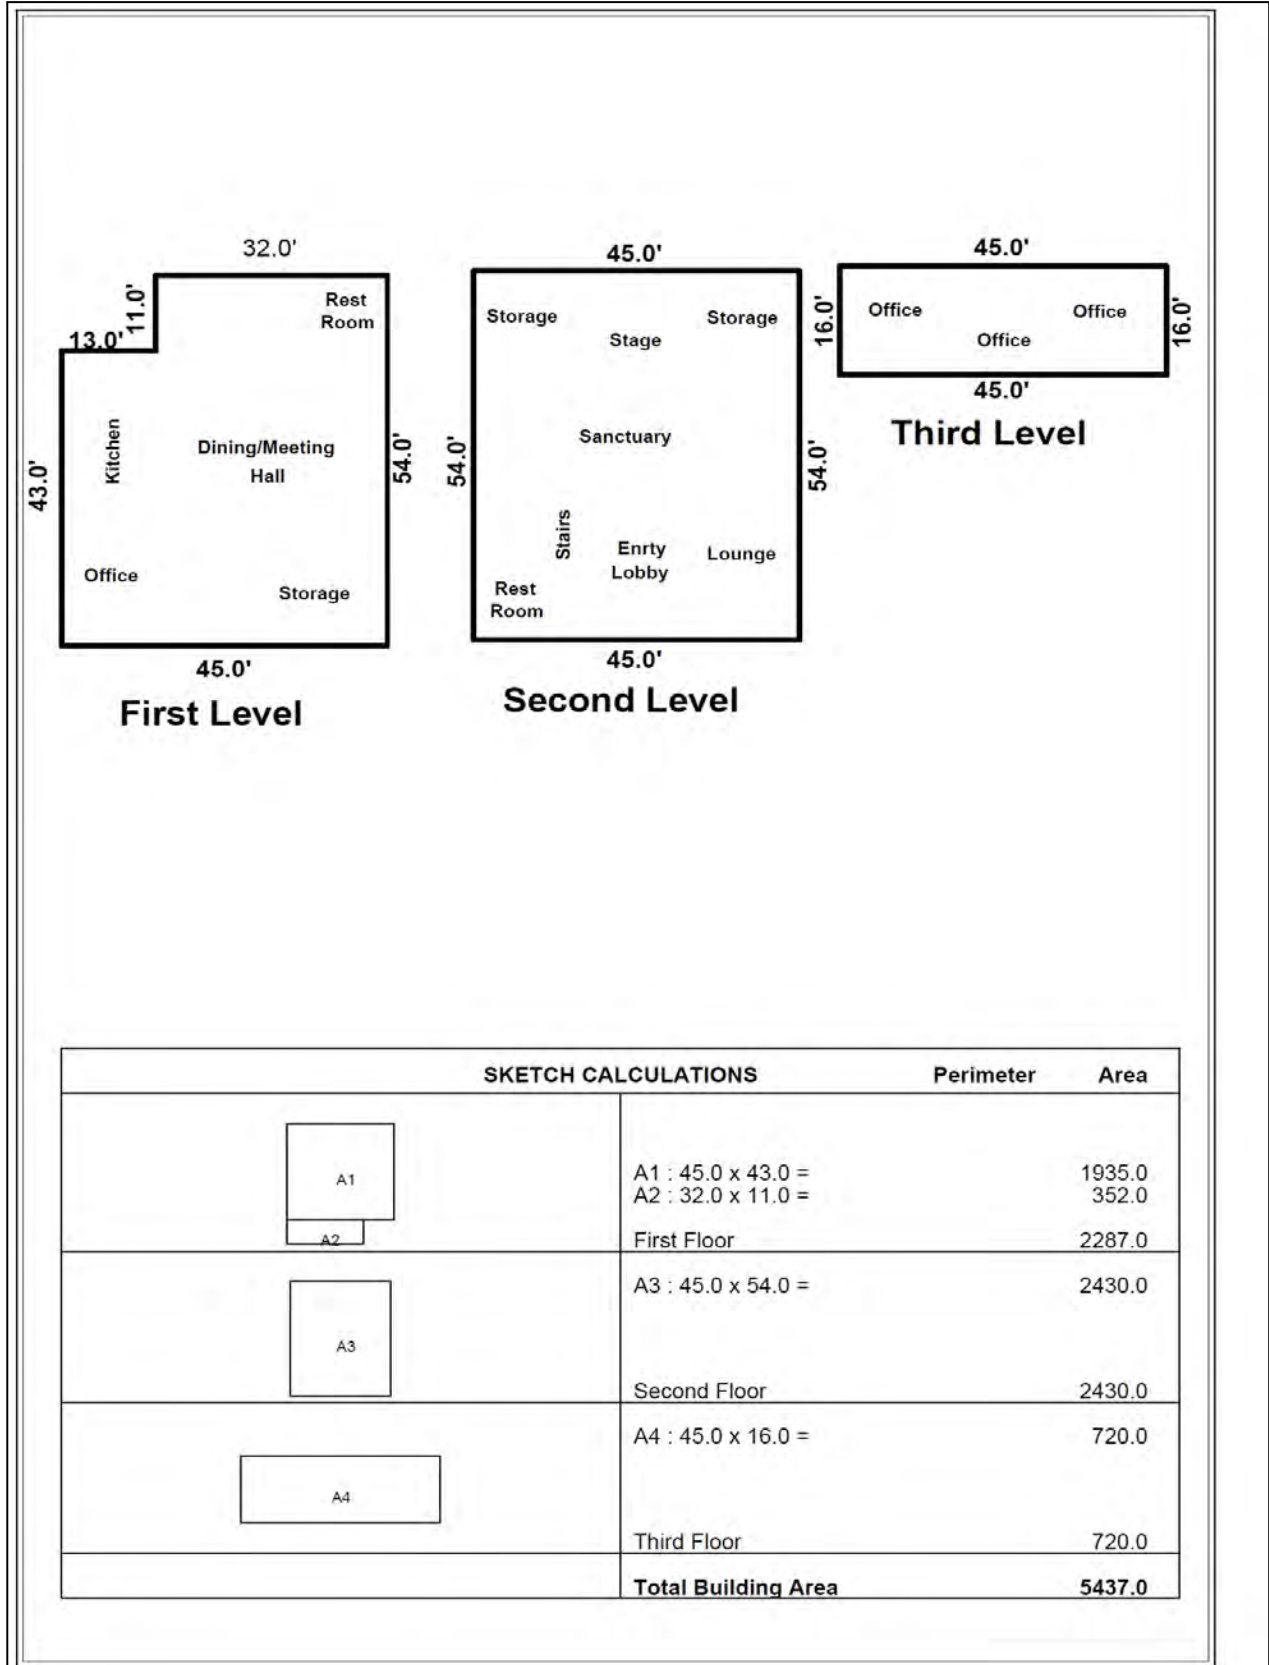 32.0'
11.0'
13.0'
Rest
Room
Kitchen
Dining/Meeting
Hall
43.0'
54.0'
Office
Storage
45.0'
First Level
45.0'
Storage
Storage
Stage
Sanctuary
54.0'
54.0'
Stairs
Enrty
Lobby
Lounge
Rest
Room
45.0'
Second Level
45.0'
16.0'
Office
Office
Office
16.0'
45.0'
Third Level
SKETCH CALCULATIONS Perimeter Area
A1
A2
A1 : 45.0 x 43.0 = 1935.0
A2 : 32.0 x 11.0 = 352.0
First Floor 2287.0
A3
A3 : 45.0 x 54.0 = 2430.0
Second Floor 2430.0
A4
A4 : 45.0 x 16.0 = 720.0
Third Floor 720.0
Total Building Area 5437.0